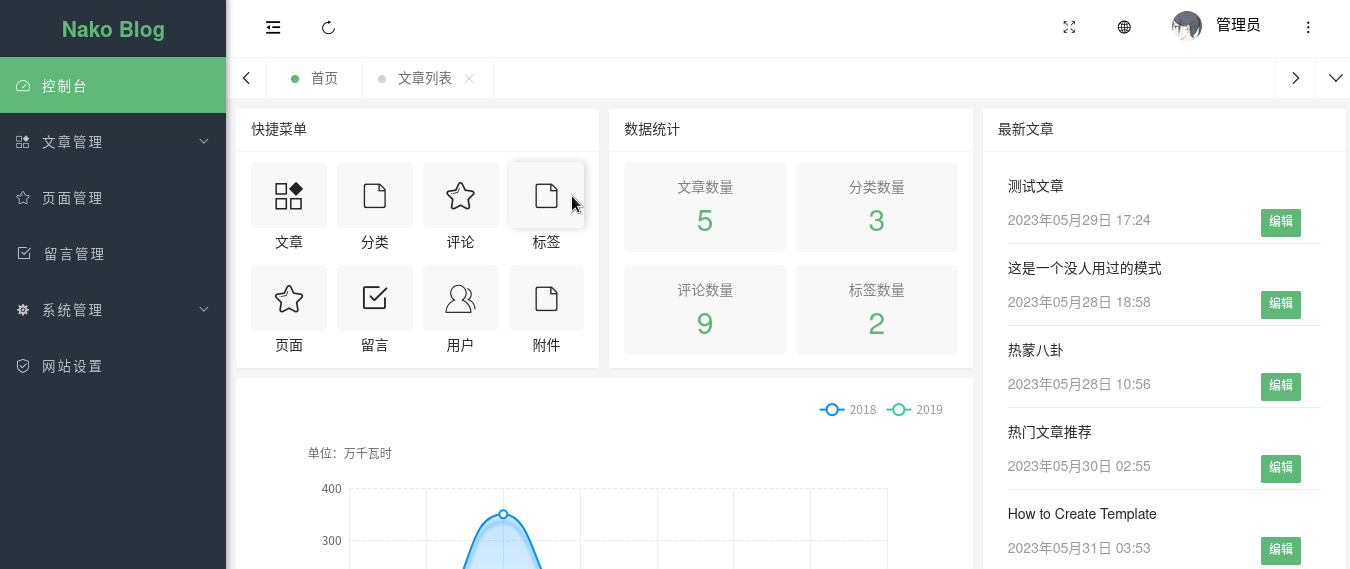 Nako Blog
管理员
控制台
文章管理
页面管理
留言管理
系统管理
网站设置
首页
文章列表
快捷菜单
文章
分类
评论
标签
页面
留言
用户
附件
数据统计
文章数量
5
分类数量
3
评论数量
9
标签数量
2
2018
2019
单位：万千瓦时
400
300
最新文章
测试文章
2023年05月29日 17:24
编辑
这是一个没人用过的模式
2023年05月28日 18:58
编辑
热蒙八卦
2023年05月28日 10:56
编辑
热门文章推荐
2023年05月30日 02:55
编辑
How to Create Template
2023年05月31日 03:53
编辑